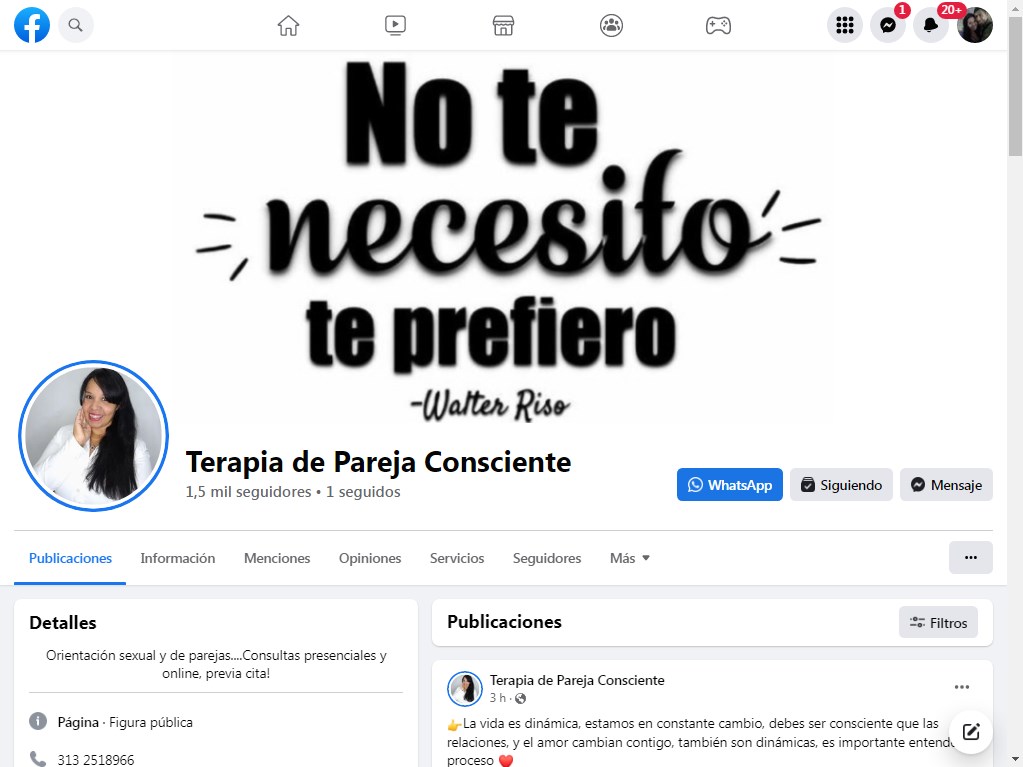 1
20+
No te
necesito
te prefiero
-Walter Riso
Terapia de Pareja Consciente
1,5 mil seguidores • 1 seguidos
WhatsApp
Siguiendo
Mensaje
Publicaciones
Información
Menciones
Opiniones
Servicios
Seguidores
Más
Detalles
Orientación sexual y de parejas....Consultas presenciales y
online, previa cita!
Página · Figura pública
313 2518966
Publicaciones
Filtros
Terapia de Pareja Consciente
3 h ·
👉La vida es dinámica, estamos en constante cambio, debes ser consciente que las
relaciones, y el amor cambian contigo, también son dinámicas, es importante
proceso ❤️